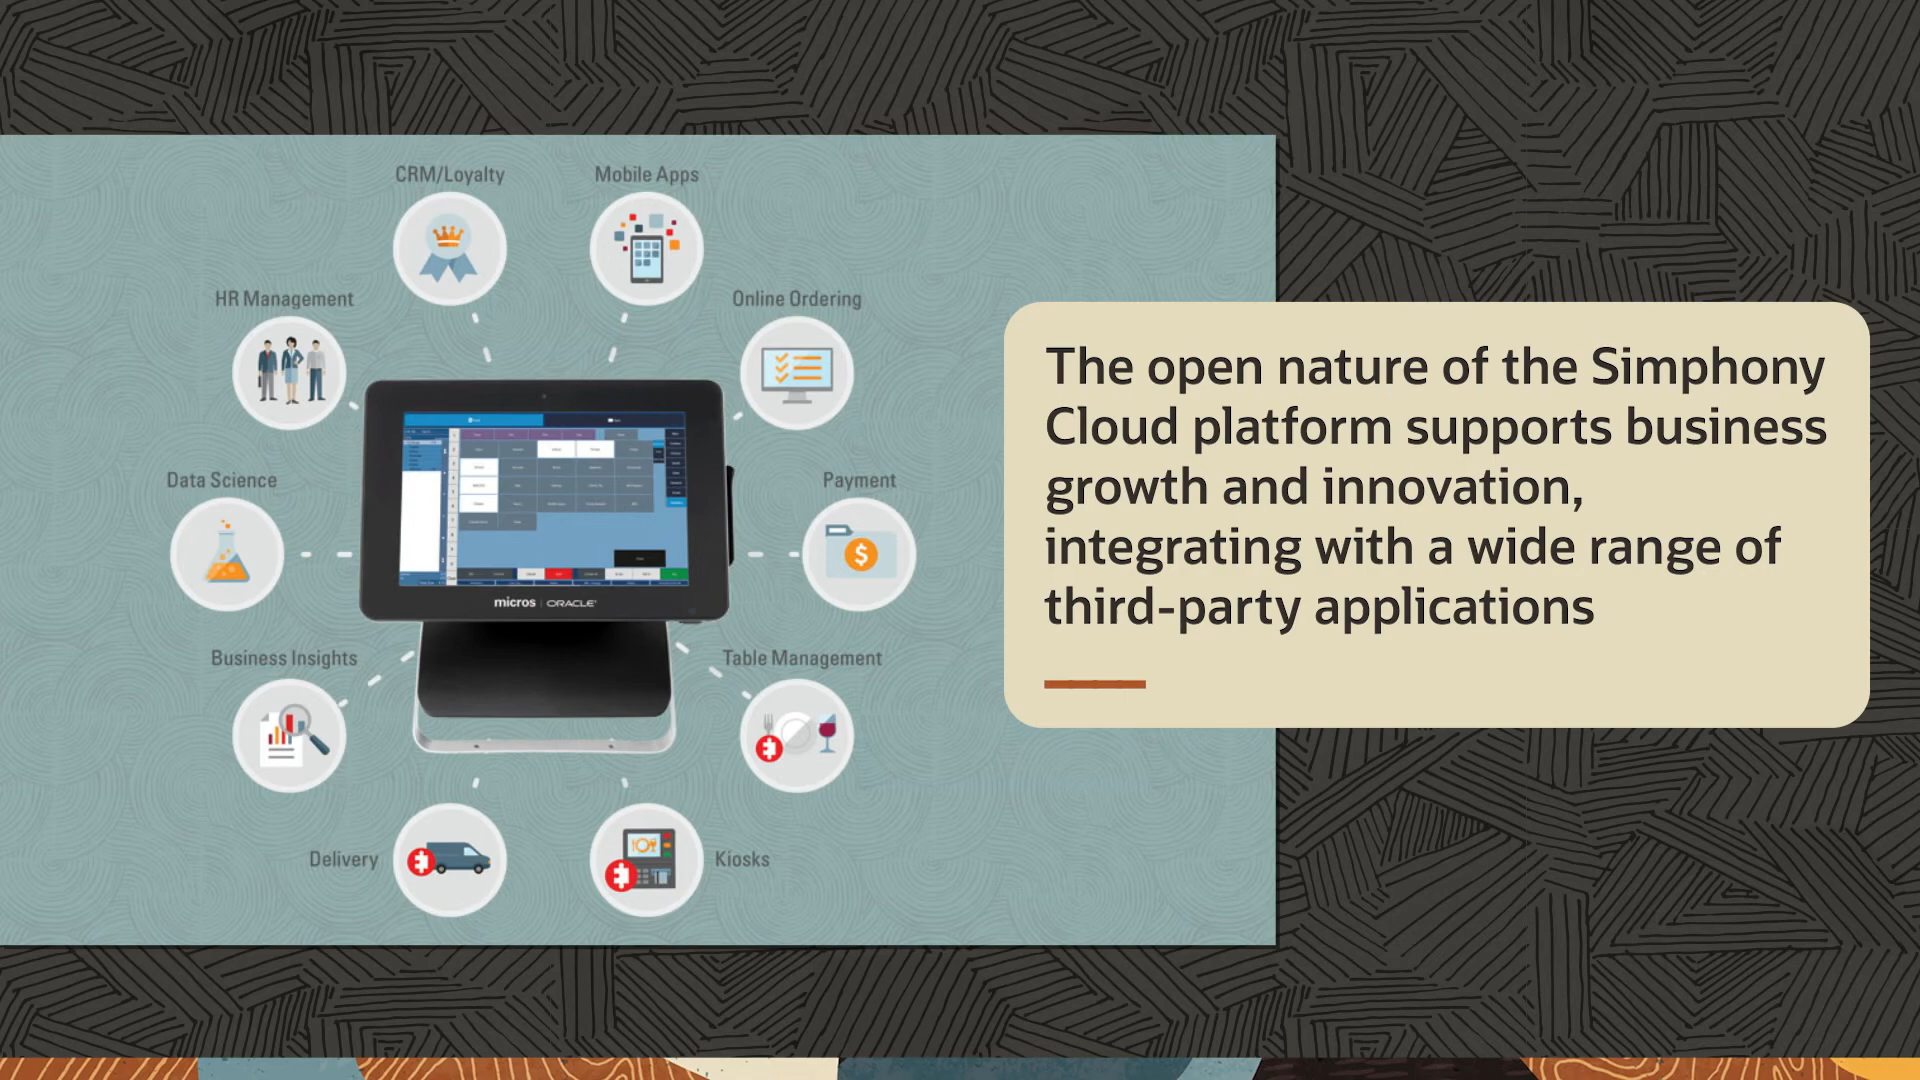 CRM/Loyalty
Mobile Apps
HR Management
Online Ordering
Data Science
Payment
micros | ORACLE
Business Insights
Table Management
Delivery
Kiosks
The open nature of the Simphony
Cloud platform supports business
growth and innovation,
integrating with a wide range of
third-party applications